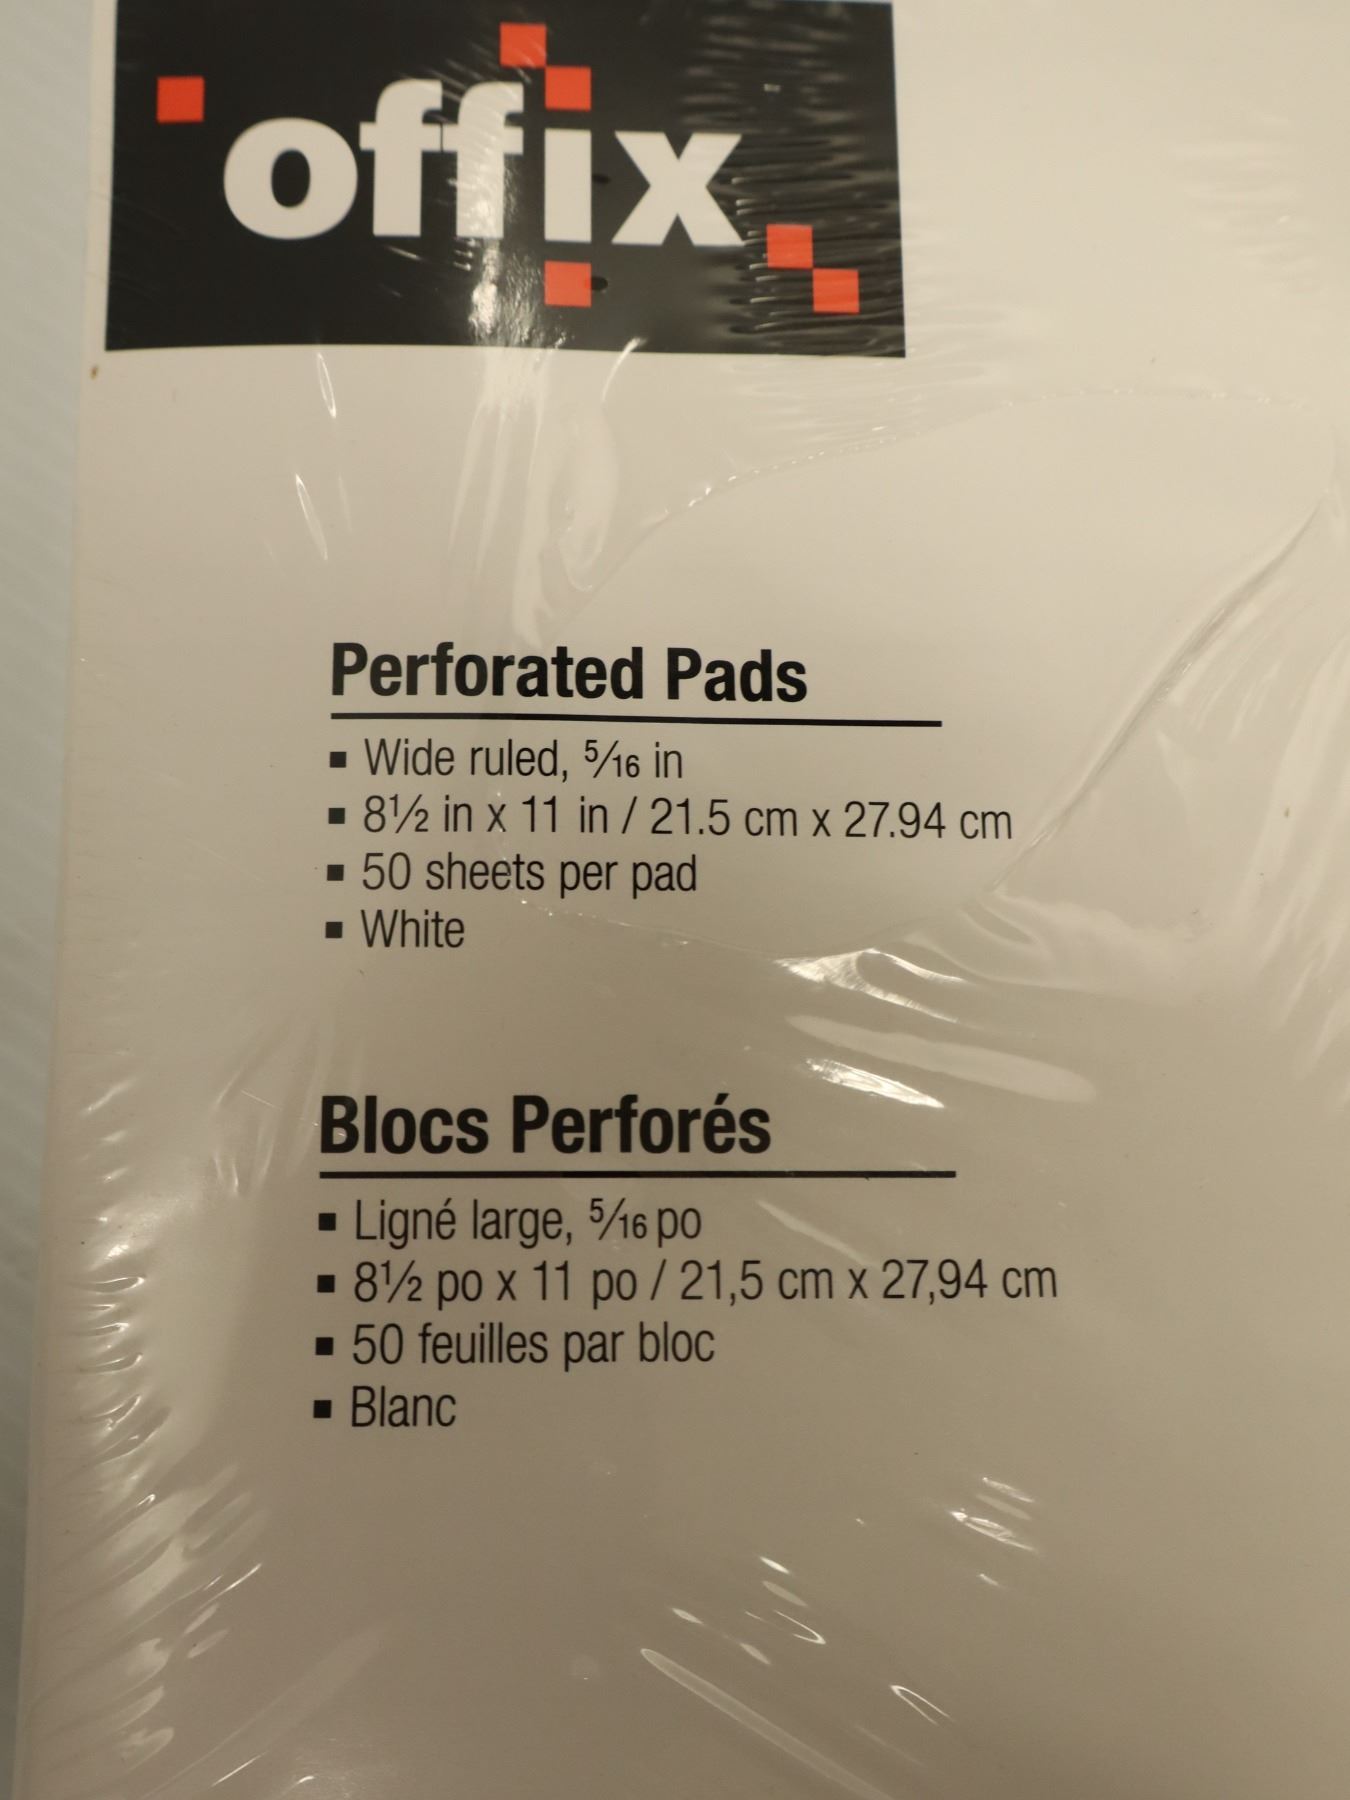 offix
Perforated Pads
▪ Wide ruled, 5/16 in
▪ 8½ in x 11 in / 21.5 cm x 27.94 cm
▪ 50 sheets per pad
▪ White
Blocs Perforés
▪ Ligné large, 5/16 po
▪ 8½ po x 11 po / 21,5 cm x 27,94 cm
▪ 50 feuilles par bloc
▪ Blanc